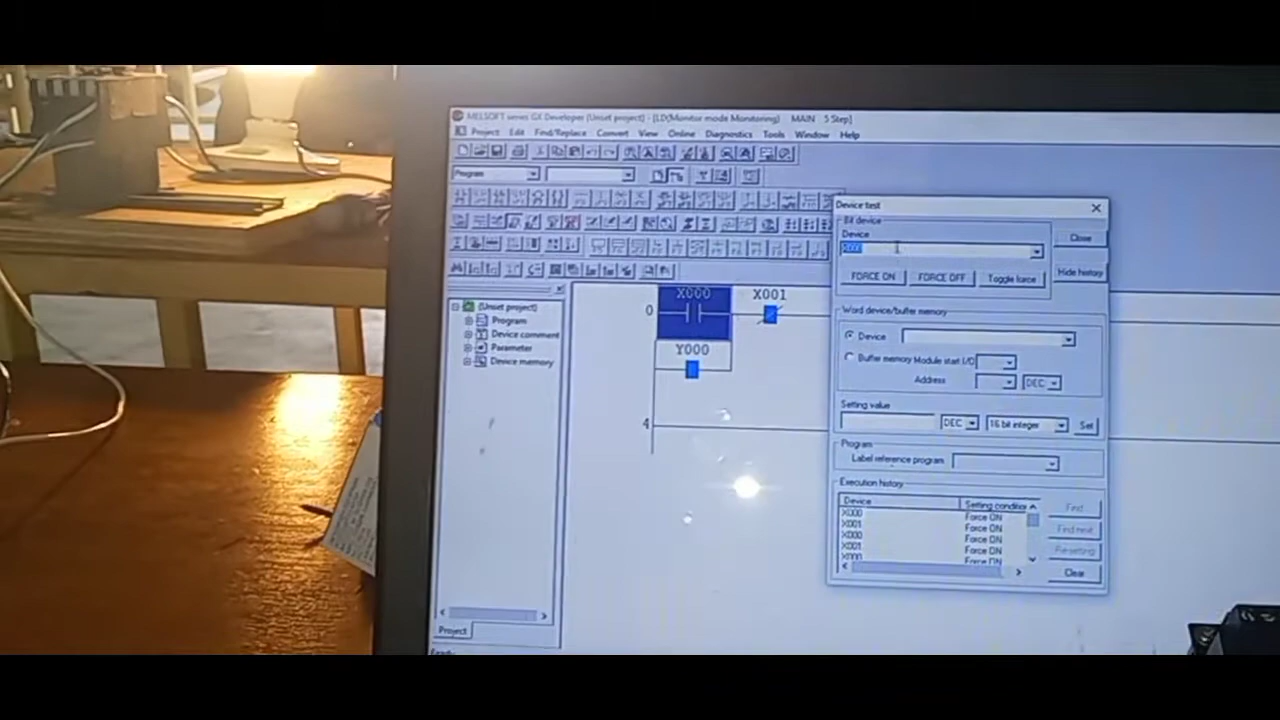 MELSOFT series GX Developer (Unset project) - [LD(Monitor mode Monitoring) MAIN 5 Step]
Project Edit Find/Replace Convert View Online Diagnostics Tools Window Help
Program
(Unset project)
Program
Device comment
Parameter
Device memory
Project
0
X000
X001
Y000
4
Device test
Bit device
Device
X000
Close
FORCE ON
FORCE OFF
Toggle force
Hide history
Word device/buffer memory
Device
Buffer memory Module start I/O
Address
DEC
Setting value
DEC
16 bit integer
Set
Program
Label reference program
Execution history
Device Setting condition
X000 Force ON
X001 Force ON
X000 Force ON
X001 Force ON
X000 Force ON
Find
Find next
Re-setting
Clear